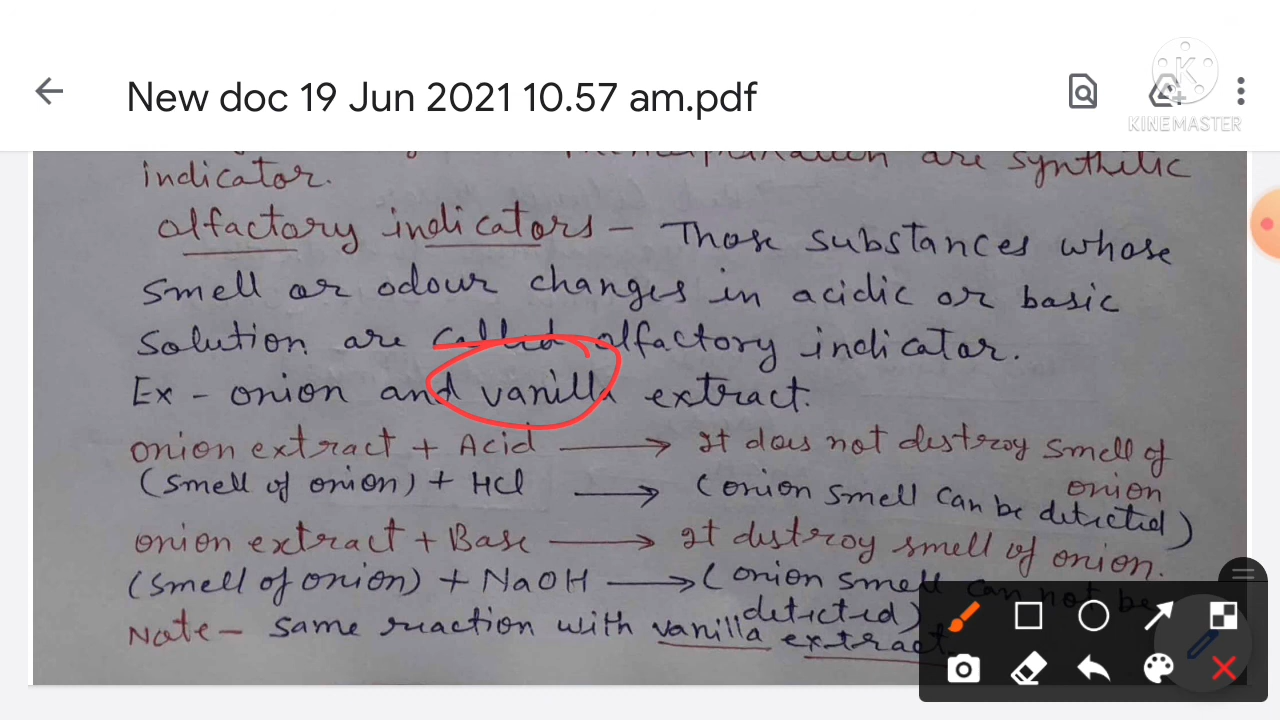 New doc 19 Jun 2021 10.57 am.pdf
KINEMASTER
are synthetic
indicator.
olfactory indicators - Those substances whose
smell or odour changes in acidic or basic
solution are called olfactory indicator.
Ex - onion and vanilla extract.
onion extract + Acid ⟶ It does not destroy smell of onion
(smell of onion) + HCl ⟶ (onion smell can be detected)
onion extract + Base ⟶ It destroy smell of onion.
(smell of onion) + NaOH ⟶ (onion smell can not be detected)
Note - same reaction with vanilla extract.